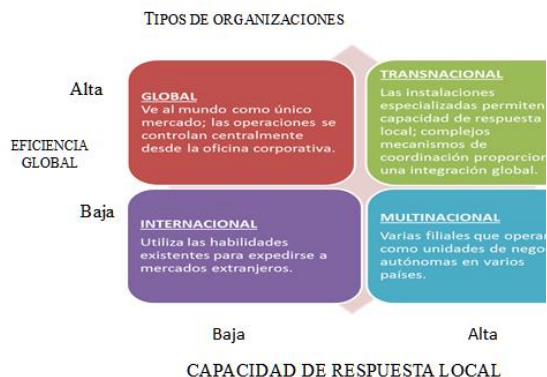 TIPOS DE ORGANIZACIONES
Alta
EFICIENCIA
GLOBAL
Baja
GLOBAL
Ve al mundo como único
mercado; las operaciones se
controlan centralmente
desde la oficina corporativa.
TRANSNACIONAL
Las instalaciones
especializadas permiten
capacidad de respuesta
local; complejos
mecanismos de
coordinación proporcion
una integración global.
INTERNACIONAL
Utiliza las habilidades
existentes para expedirse a
mercados extranjeros.
MULTINACIONAL
Varias filiales que opera
como unidades de nego
autónomas en varios
países.
Baja
Alta
CAPACIDAD DE RESPUESTA LOCAL